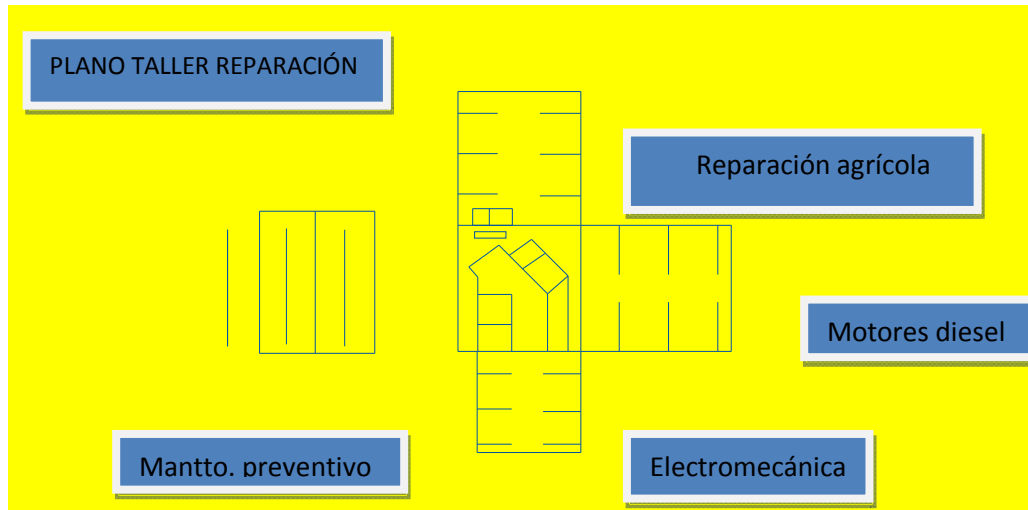 PLANO TALLER REPARACIÓN
Reparación agrícola
Motores diesel
Mantto. preventivo
Electromecánica